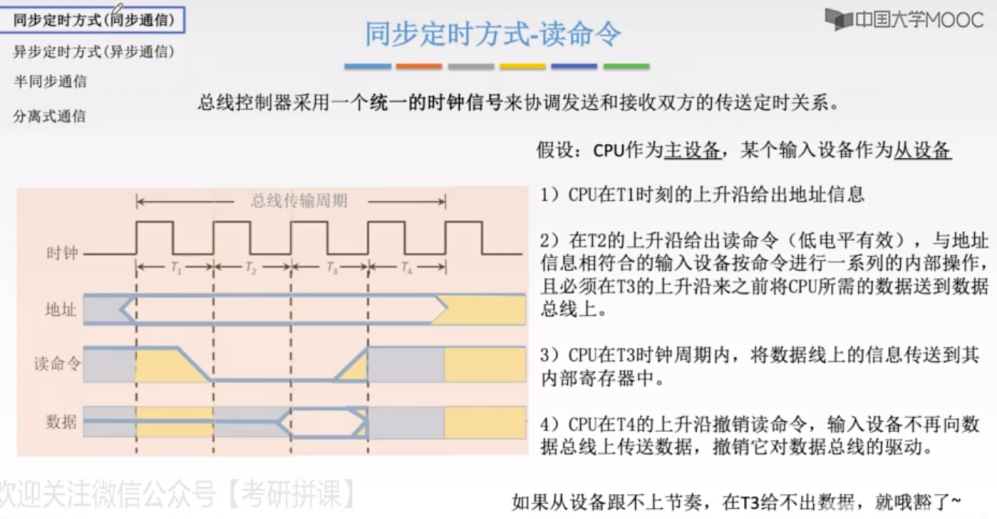 同步定时方式(同步通信)
异步定时方式(异步通信)
半同步通信
分离式通信
同步定时方式-读命令
中国大学MOOC
总线控制器采用一个统一的时钟信号来协调发送和接收双方的传送定时关系。
假设：CPU作为主设备，某个输入设备作为从设备
总线传输周期
时钟
T1 T2 T3 T4
地址
读命令
数据
1）CPU在T1时刻的上升沿给出地址信息
2）在T2的上升沿给出读命令（低电平有效），与地址
信息相符合的输入设备按命令进行一系列的内部操作，
且必须在T3的上升沿来之前将CPU所需的数据送到数据
总线上。
3）CPU在T3时钟周期内，将数据线上的信息传送到其
内部寄存器中。
4）CPU在T4的上升沿撤销读命令，输入设备不再向数
据总线上传送数据，撤销它对数据总线的驱动。
如果从设备跟不上节奏，在T3给不出数据，就哦豁了~
欢迎关注微信公众号【考研拼课】